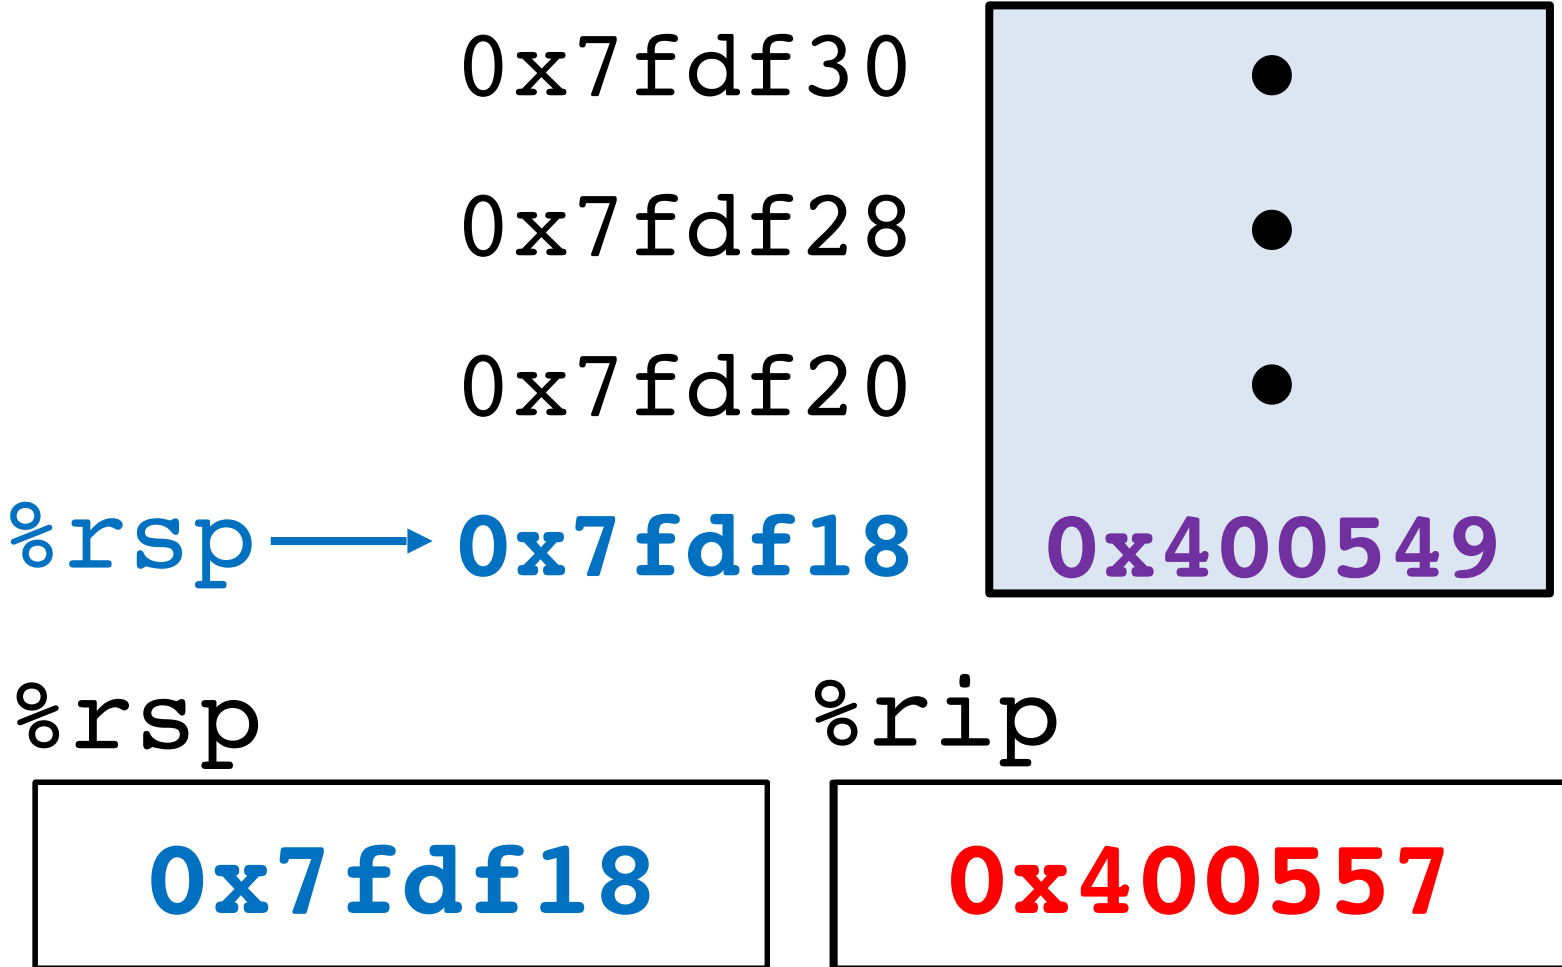 0x7fdf30
0x7fdf28
0x7fdf20
%rsp 0x7fdf18 0x400549
%rsp %rip
0x7fdf18 0x400557